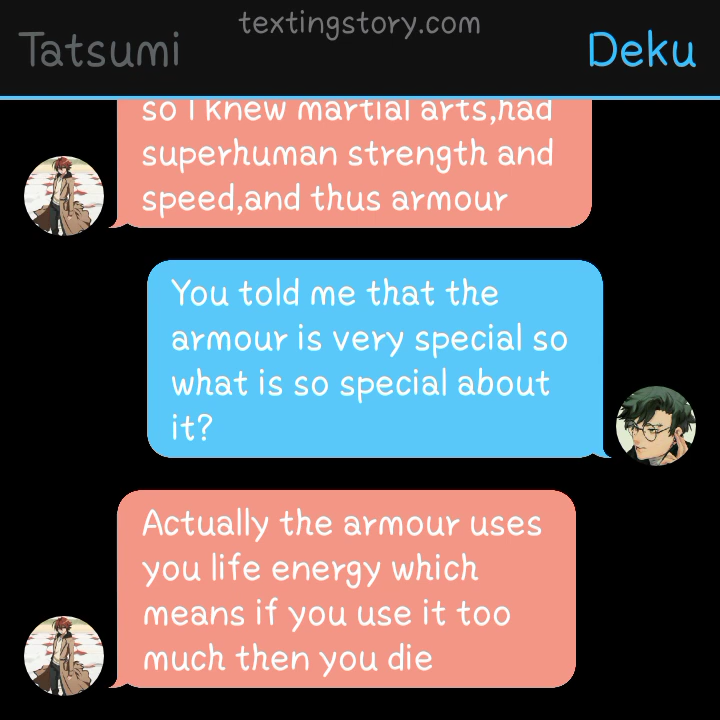 textingstory.com
Tatsumi
Deku
so I knew martial arts,had
superhuman strength and
speed,and thus armour
You told me that the
armour is very special so
what is so special about
it?
Actually the armour uses
you life energy which
means if you use it too
much then you die